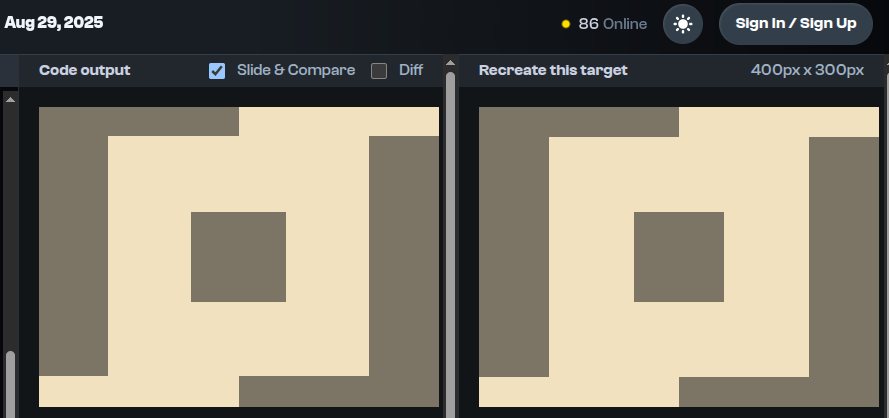 Aug 29, 2025
86 Online
Sign In / Sign Up
Code output
Slide & Compare
Diff
Recreate this target
400px x 300px